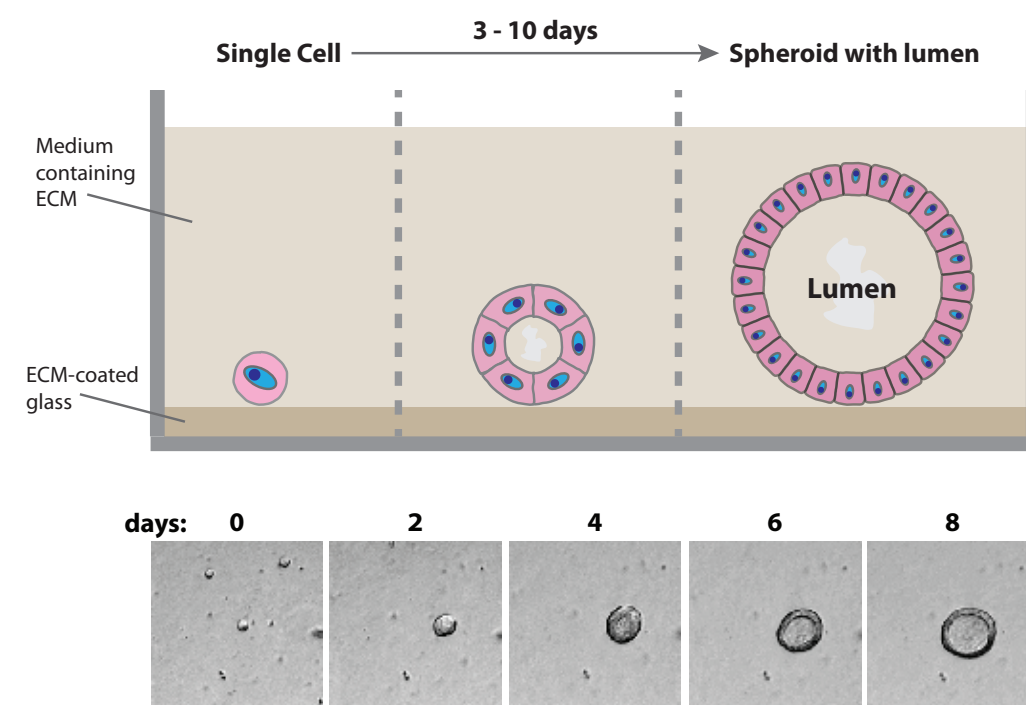 3 - 10 days
Single Cell
Spheroid with lumen
Medium
containing
ECM
Lumen
ECM-coated
glass
days:
0
2
4
6
8